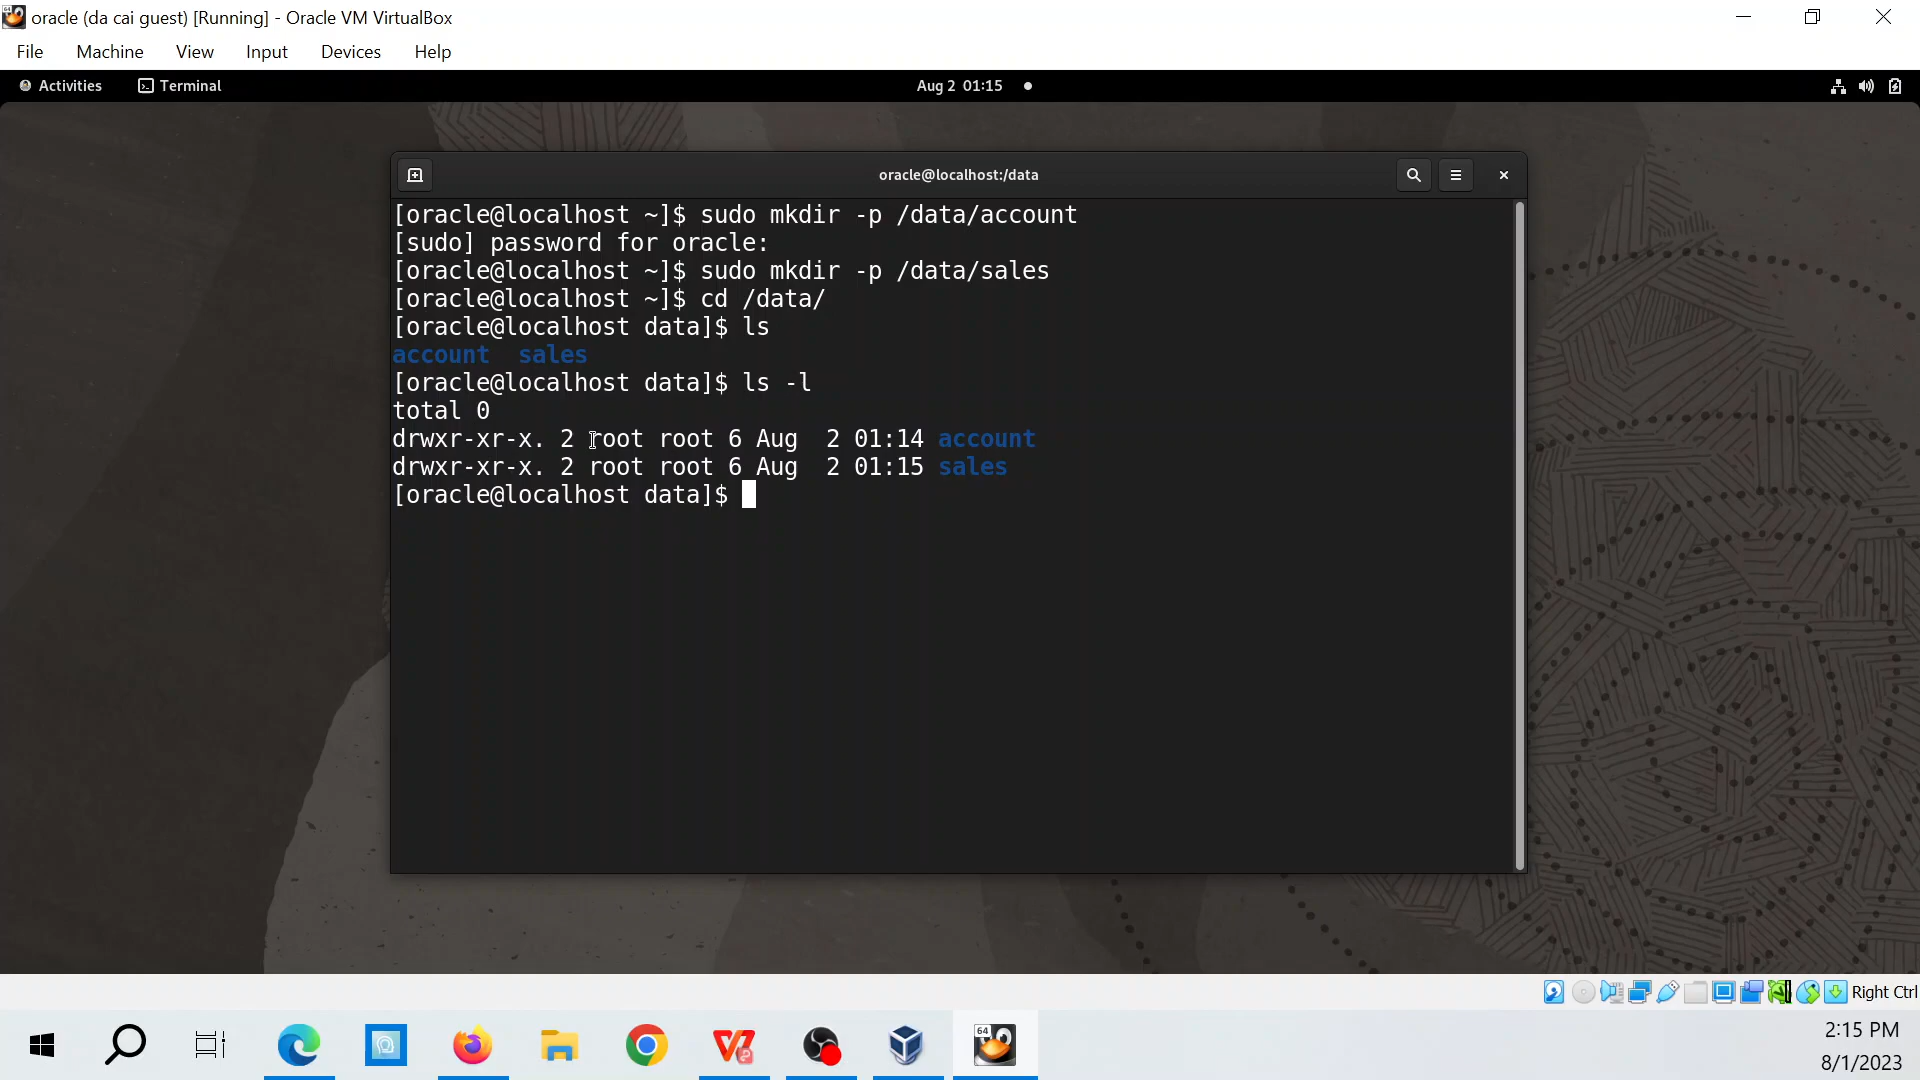 oracle (da cai guest) [Running] - Oracle VM VirtualBox
File Machine View Input Devices Help
Activities Terminal Aug 2 01:15
oracle@localhost:/data
[oracle@localhost ~]$ sudo mkdir -p /data/account
[sudo] password for oracle:
[oracle@localhost ~]$ sudo mkdir -p /data/sales
[oracle@localhost ~]$ cd /data/
[oracle@localhost data]$ ls
account  sales
[oracle@localhost data]$ ls -l
total 0
drwxr-xr-x. 2 root root 6 Aug  2 01:14 account
drwxr-xr-x. 2 root root 6 Aug  2 01:15 sales
[oracle@localhost data]$
Right Ctrl
64
2:15 PM
8/1/2023